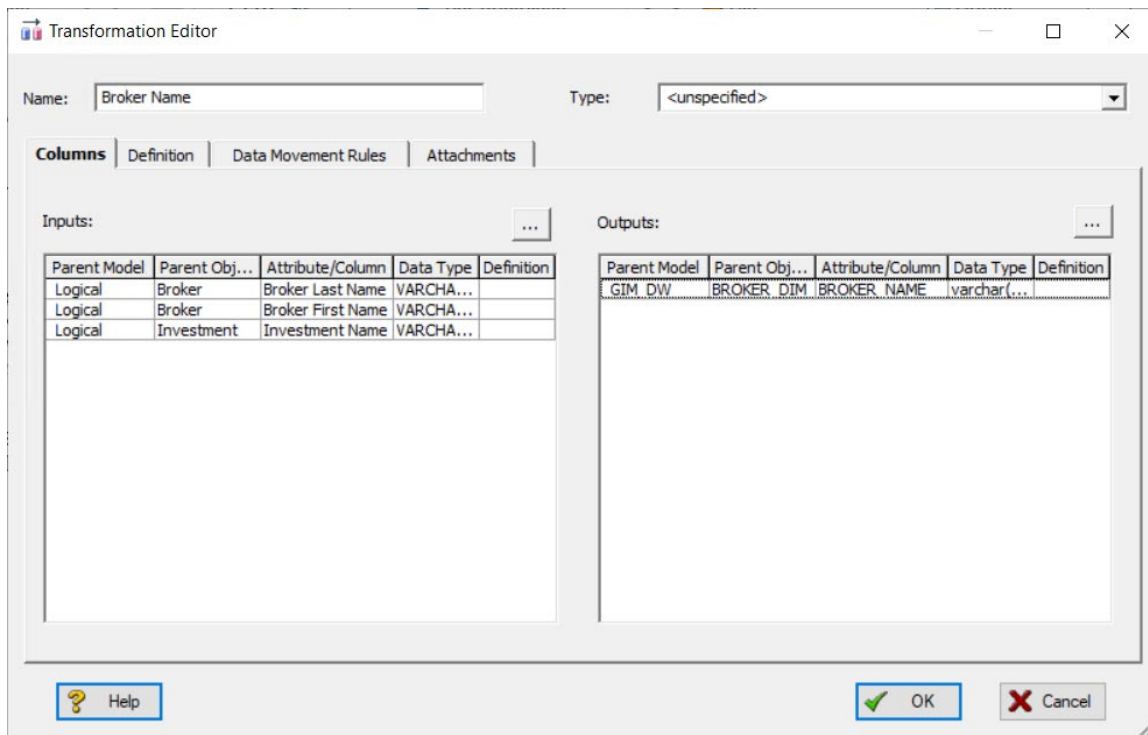 Transformation Editor
Name: Broker Name Type: <unspecified>
Columns Definition Data Movement Rules Attachments
Inputs: ... Outputs: ...
Parent Model Parent Obj... Attribute/Column Data Type Definition Parent Model Parent Obj... Attribute/Column Data Type Definition
Logical Broker Broker Last Name VARCHA... GIM_DW BROKER_DIM BROKER_NAME varchar(...
Logical Broker Broker First Name VARCHA...
Logical Investment Investment Name VARCHA...
Help OK Cancel